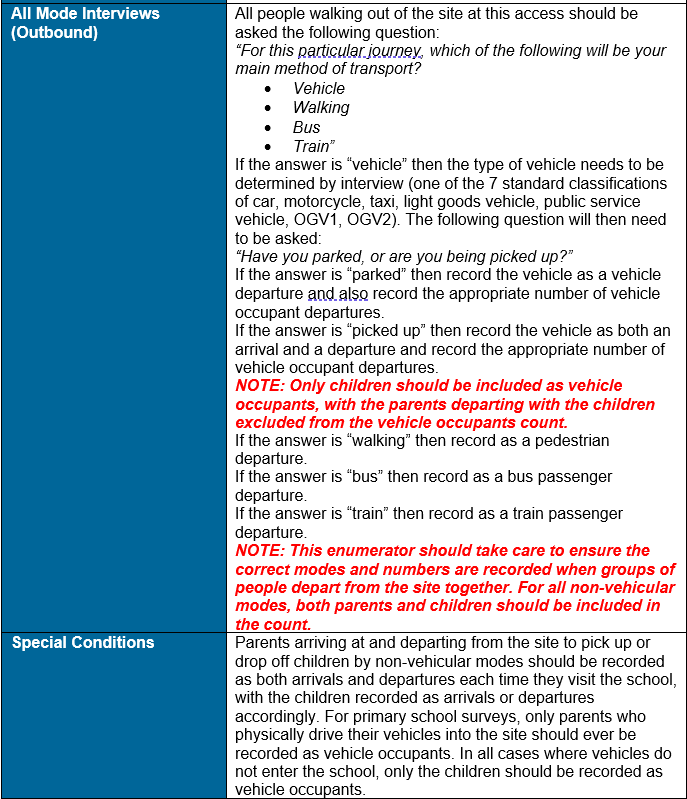 All Mode Interviews
(Outbound)
All people walking out of the site at this access should be
asked the following question:
“For this particular journey, which of the following will be your
main method of transport?
• Vehicle
• Walking
• Bus
• Train”
If the answer is “vehicle” then the type of vehicle needs to be
determined by interview (one of the 7 standard classifications
of car, motorcycle, taxi, light goods vehicle, public service
vehicle, OGV1, OGV2). The following question will then need
to be asked:
“Have you parked, or are you being picked up?”
If the answer is “parked” then record the vehicle as a vehicle
departure and also record the appropriate number of vehicle
occupant departures.
If the answer is “picked up” then record the vehicle as both an
arrival and a departure and record the appropriate number of
vehicle occupant departures.
NOTE: Only children should be included as vehicle
occupants, with the parents departing with the children
excluded from the vehicle occupants count.
If the answer is “walking” then record as a pedestrian
departure.
If the answer is “bus” then record as a bus passenger
departure.
If the answer is “train” then record as a train passenger
departure.
NOTE: This enumerator should take care to ensure the
correct modes and numbers are recorded when groups of
people depart from the site together. For all non-vehicular
modes, both parents and children should be included in
the count.
Special Conditions
Parents arriving at and departing from the site to pick up or
drop off children by non-vehicular modes should be recorded
as both arrivals and departures each time they visit the school,
with the children recorded as arrivals or departures
accordingly. For primary school surveys, only parents who
physically drive their vehicles into the site should ever be
recorded as vehicle occupants. In all cases where vehicles do
not enter the school, only the children should be recorded as
vehicle occupants.